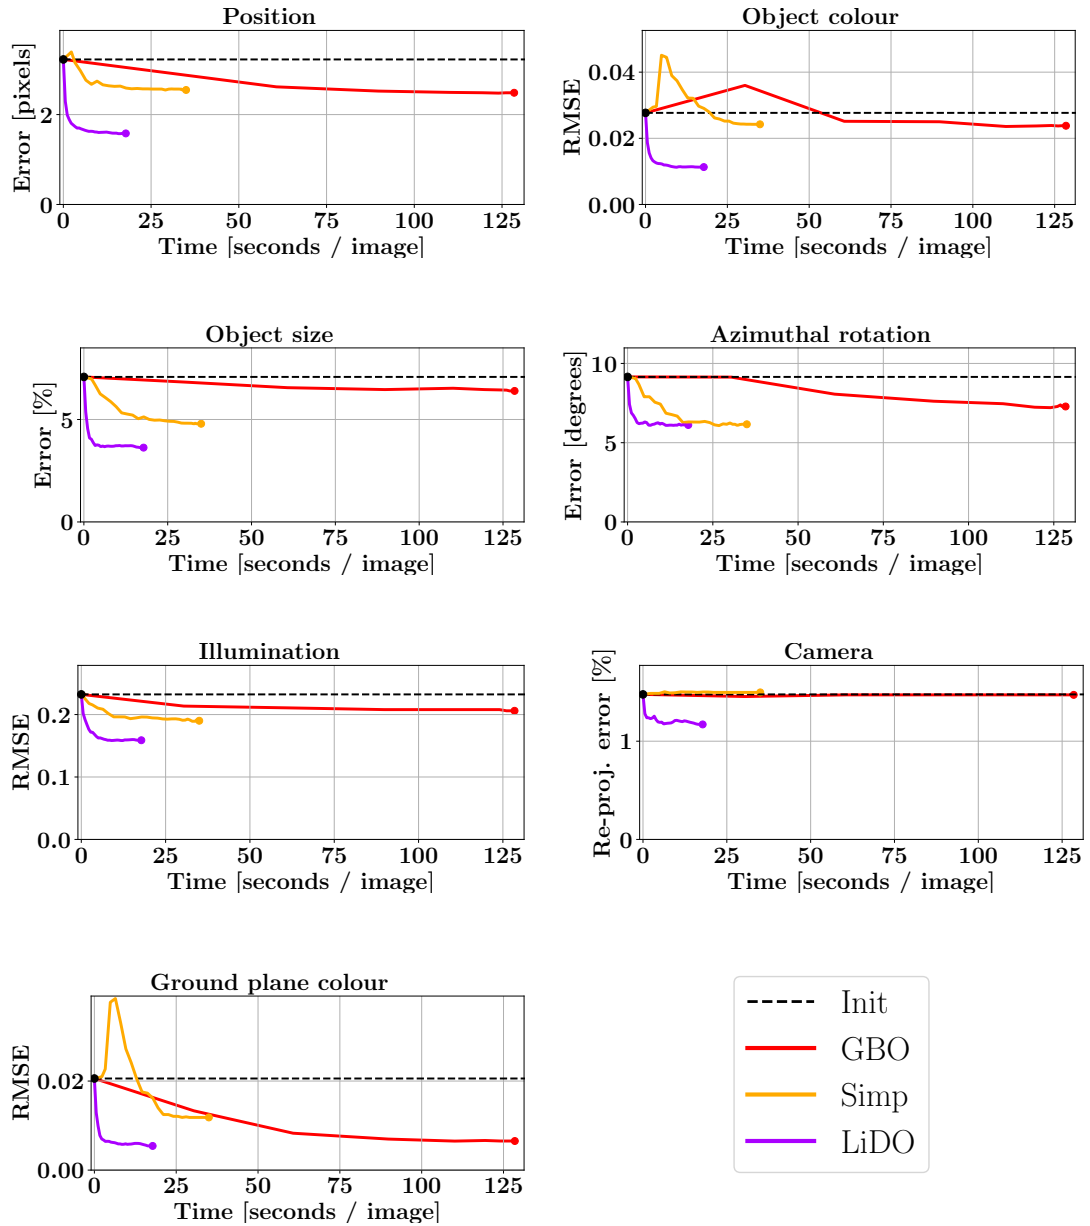 Position
Error [pixels]
2
0
0 25 50 75 100 125
Time [seconds / image]
Object colour
RMSE
0.04
0.02
0.00
0 25 50 75 100 125
Time [seconds / image]
Object size
Error [%]
5
0
0 25 50 75 100 125
Time [seconds / image]
Azimuthal rotation
Error [degrees]
10
5
0
0 25 50 75 100 125
Time [seconds / image]
Illumination
RMSE
0.2
0.1
0.0
0 25 50 75 100 125
Time [seconds / image]
Camera
Re-proj. error [%]
1
0
0 25 50 75 100 125
Time [seconds / image]
Ground plane colour
RMSE
0.02
0.00
0 25 50 75 100 125
Time [seconds / image]
Init
GBO
Simp
LiDO